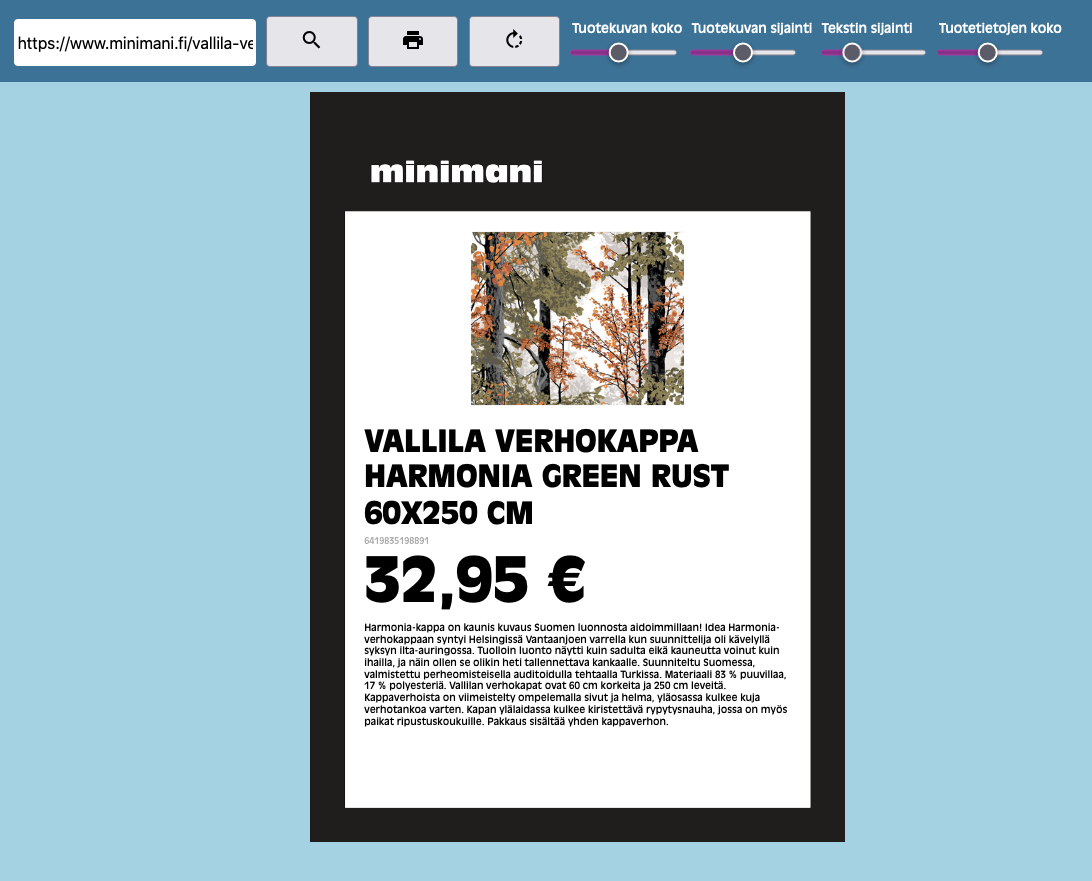 https://www.minimani.fi/vallila-ve
Tuotekuvan koko
Tuotekuvan sijainti
Tekstin sijainti
Tuotetietojen koko
minimani
VALLILA VERHOKAPPA
HARMONIA GREEN RUST
60X250 CM
6419835198891
32,95 €
Harmonia-kappa on kaunis kuvaus Suomen luonnosta aidoimmillaan! Idea Harmonia-
verhokappaan syntyi Helsingissä Vantaanjoen varrella kun suunnittelija oli kävelyllä
syksyn ilta-auringossa. Tuolloin luonto näytti kuin sadulta eikä kauneutta voinut kuin
ihailla, ja näin ollen se olikin heti tallennettava kankaalle. Suunniteltu Suomessa,
valmistettu perheomisteisella auditoidulla tehtaalla Turkissa. Materiaali 83 % puuvillaa,
17 % polyesteriä. Vallilan verhokapat ovat 60 cm korkeita ja 250 cm leveitä.
Kappaverhoista on viimeistelty ompelemalla sivut ja helma, yläosassa kulkee kuja
verhotankoa varten. Kapan ylälaidassa kulkee kiristettävä rypytysnauha, jossa on myös
paikat ripustuskoukuille. Pakkaus sisältää yhden kappaverhon.